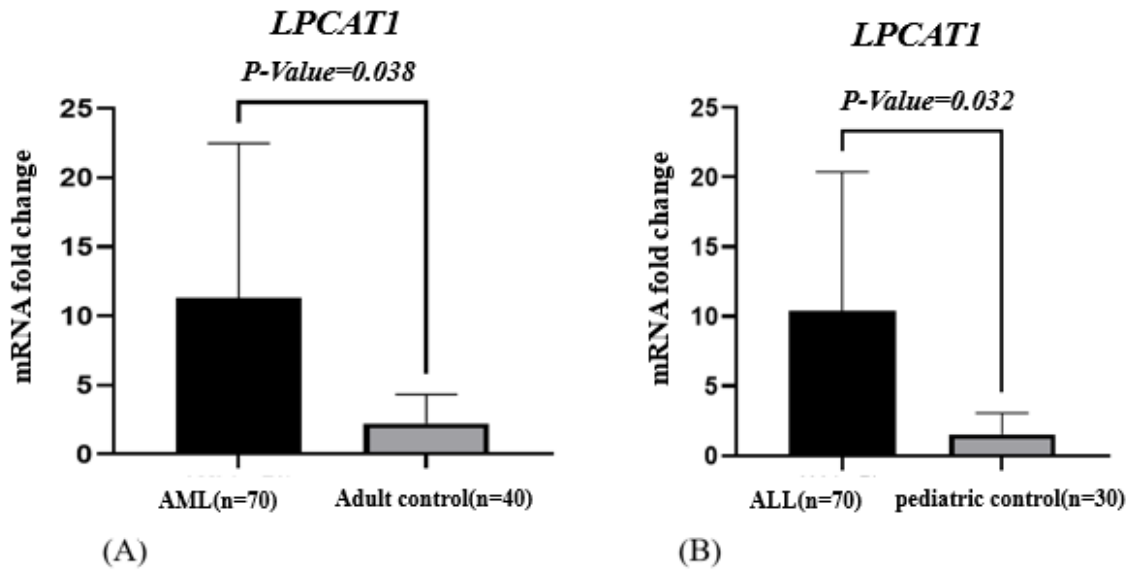 LPCAT1
P-Value=0.038
mRNA fold change
25
20
15
10
5
0
AML(n=70)
Adult control(n=40)
(A)
LPCAT1
P-Value=0.032
mRNA fold change
25
20
15
10
5
0
ALL(n=70)
pediatric control(n=30)
(B)